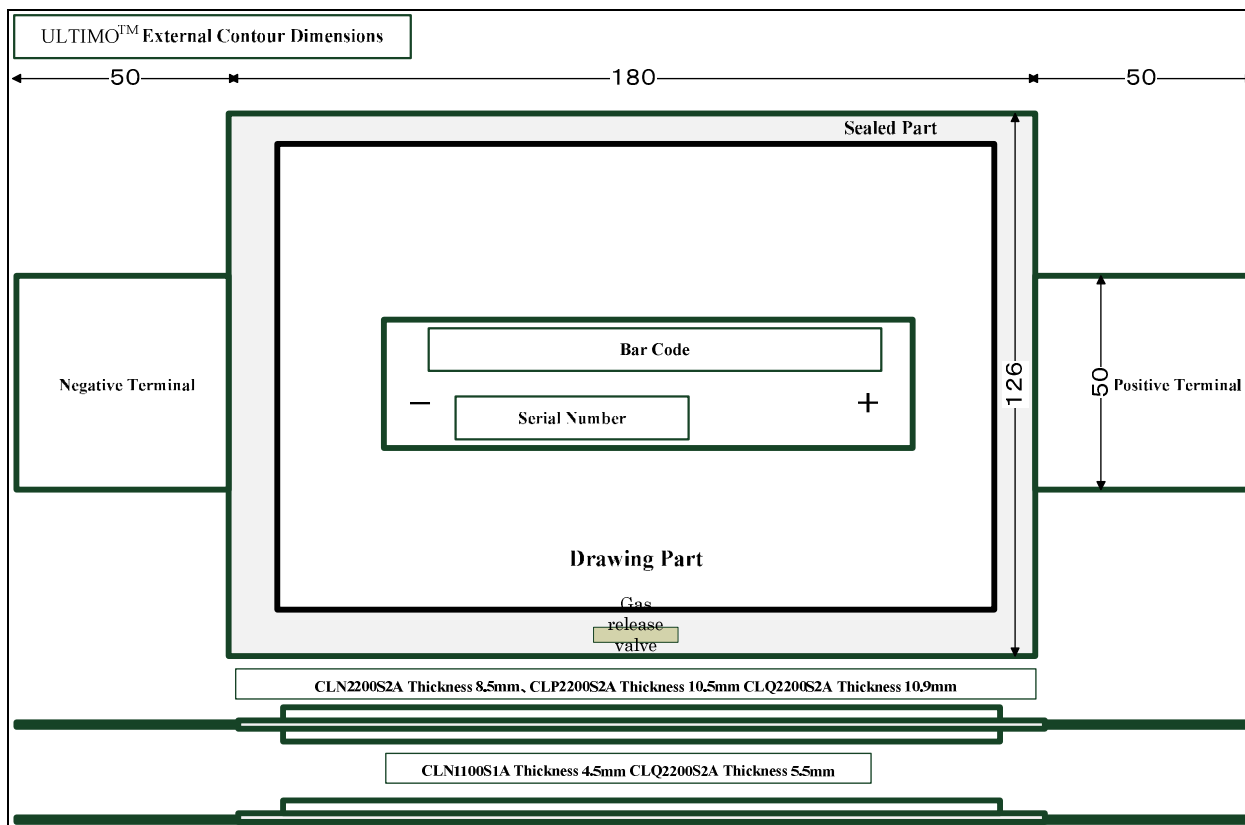 ULTIMO™ External Contour Dimensions
50
180
50
Sealed Part
126
Bar Code
50
Negative Terminal
Positive Terminal
− +
Serial Number
Drawing Part
Gas
release
valve
CLN2200S2A Thickness 8.5mm、CLP2200S2A Thickness 10.5mm CLQ2200S2A Thickness 10.9mm
CLN1100S1A Thickness 4.5mm CLQ2200S2A Thickness 5.5mm